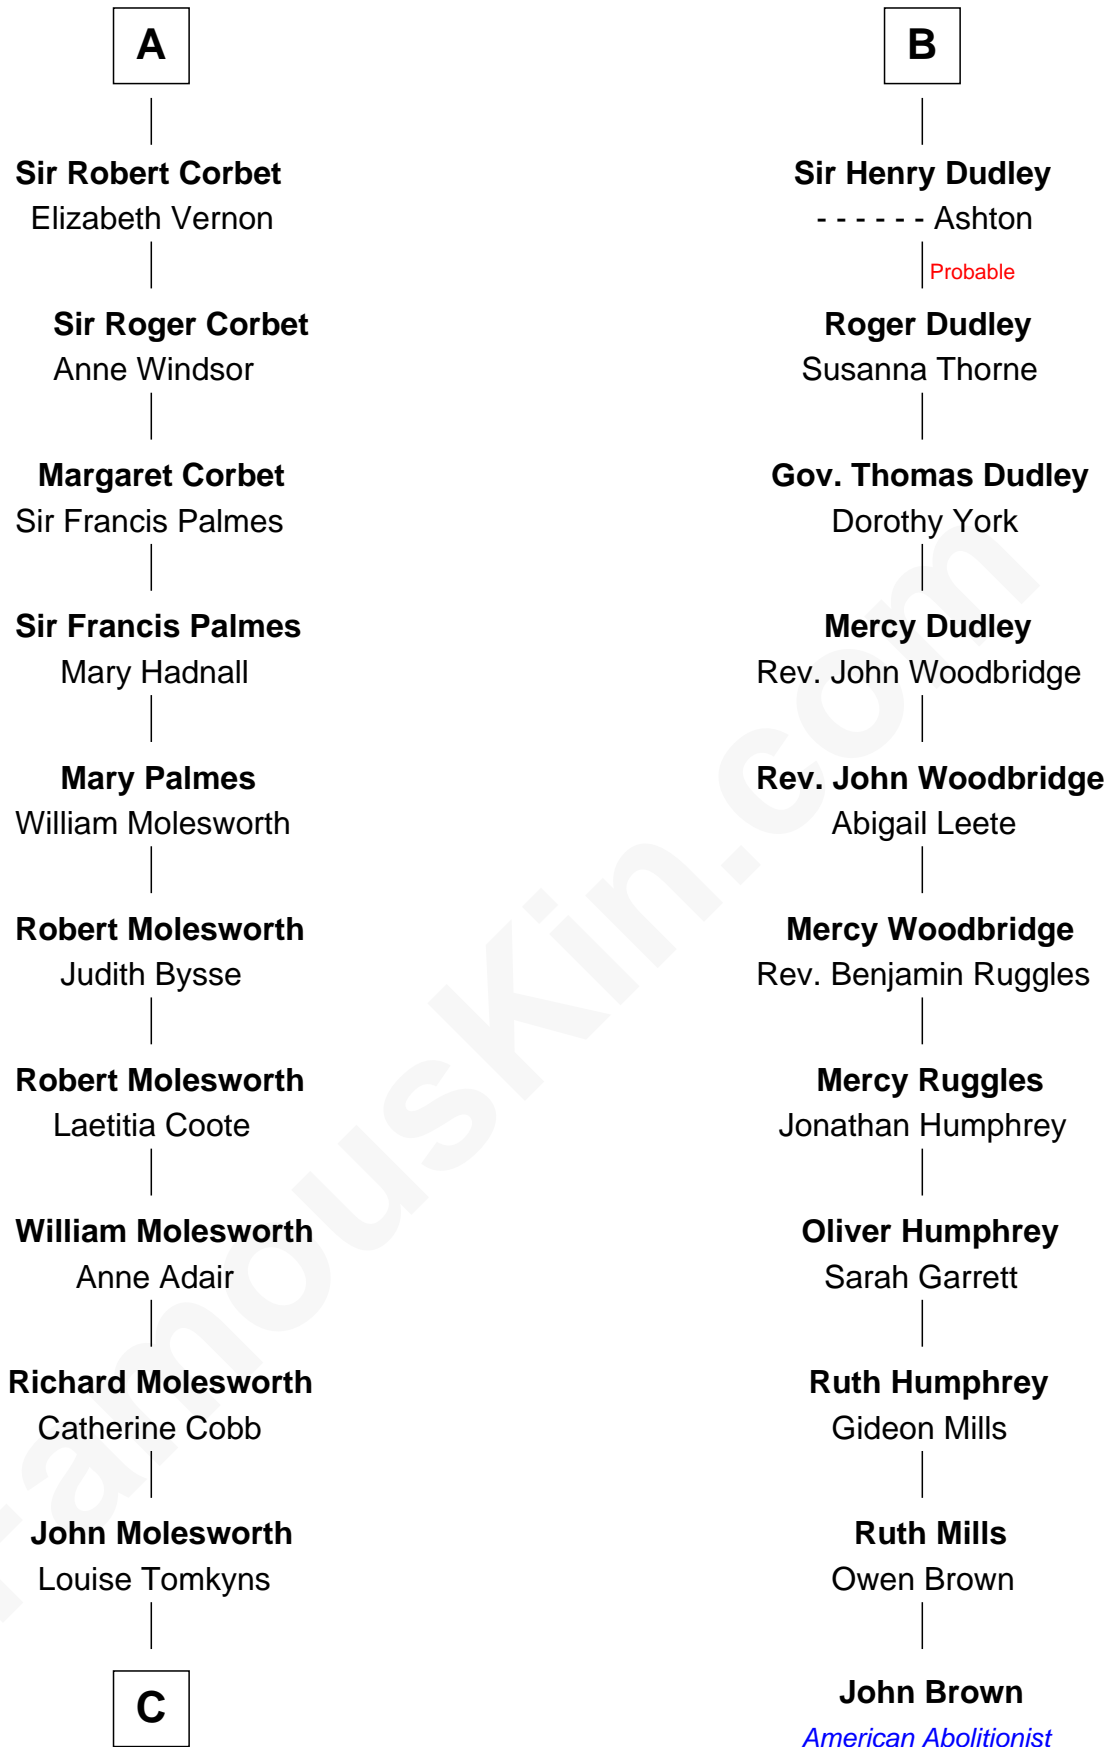 A
Sir Robert Corbet
Elizabeth Vernon
Sir Roger Corbet
Anne Windsor
Margaret Corbet
Sir Francis Palmes
Sir Francis Palmes
Mary Hadnall
Mary Palmes
William Molesworth
Robert Molesworth
Judith Bysse
Robert Molesworth
Laetitia Coote
William Molesworth
Anne Adair
Richard Molesworth
Catherine Cobb
John Molesworth
Louise Tomkyns
C
B
Sir Henry Dudley
- - - - - - Ashton
Probable
Roger Dudley
Susanna Thorne
Gov. Thomas Dudley
Dorothy York
Mercy Dudley
Rev. John Woodbridge
Rev. John Woodbridge
Abigail Leete
Mercy Woodbridge
Rev. Benjamin Ruggles
Mercy Ruggles
Jonathan Humphrey
Oliver Humphrey
Sarah Garrett
Ruth Humphrey
Gideon Mills
Ruth Mills
Owen Brown
John Brown
American Abolitionist
FamousKin.com